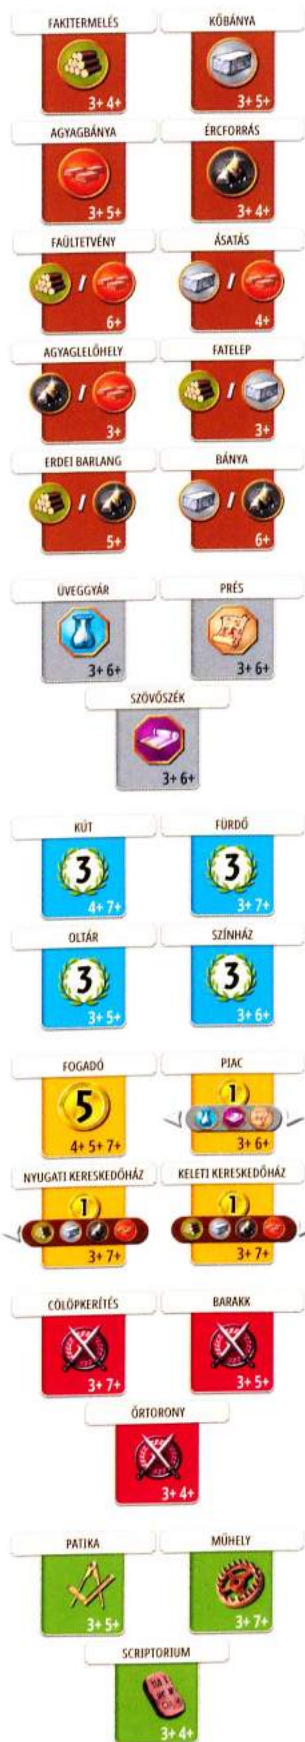 FAKITERMELÉS KŐBÁNYA
3+ 4+ 3+ 5+
AGYAGBÁNYA ÉRCFORRÁS
3+ 5+ 3+ 4+
FAÜLTETVÉNY ÁSATÁS
/ /
6+ 4+
AGYAGLELŐHELY FATELEP
/ /
3+ 3+
ERDEI BARLANG BÁNYA
/ /
5+ 6+
ÜVEGGYÁR PRÉS
3+ 6+ 3+ 6+
SZÖVŐSZÉK
3+ 6+
KÚT FÜRDŐ
3 3
4+ 7+ 3+ 7+
OLTÁR SZÍNHÁZ
3 3
3+ 5+ 3+ 6+
FOGADÓ PIAC
5 1
4+ 5+ 7+ 3+ 6+
NYUGATI KERESKEDŐHÁZ KELETI KERESKEDŐHÁZ
1 1
3+ 7+ 3+ 7+
CÖLÖPKERÍTÉS BARAKK
3+ 7+ 3+ 5+
ŐRTORONY
3+ 4+
PATIKA MŰHELY
3+ 5+ 3+ 7+
SCRIPTORIUM
3+ 4+